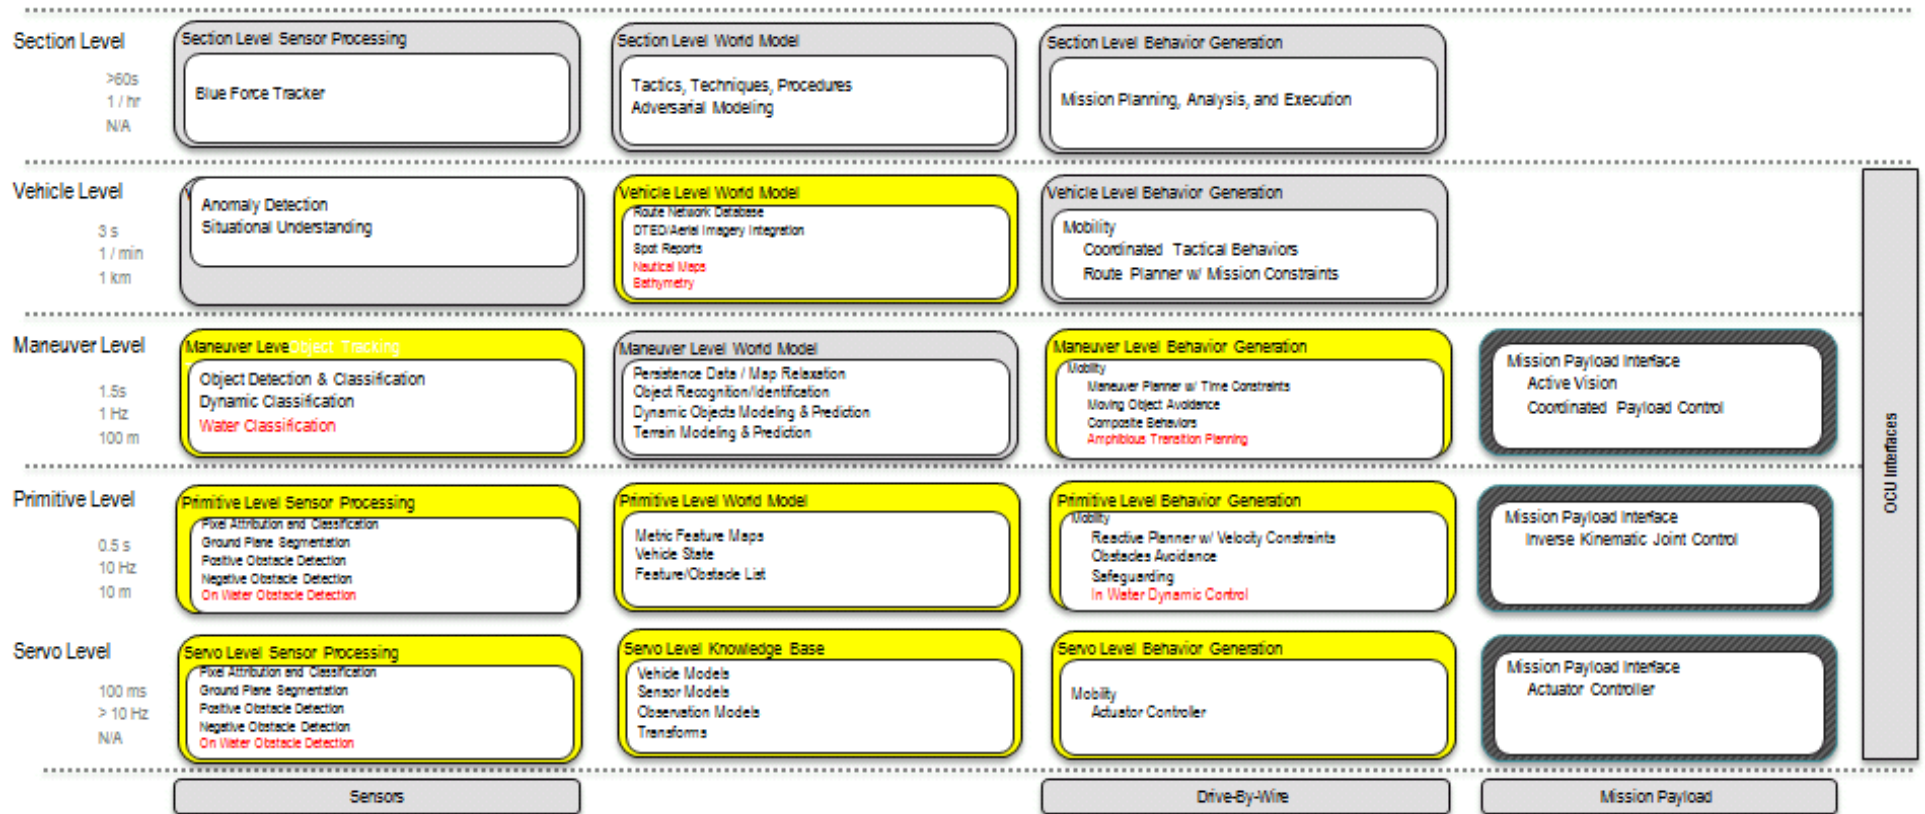 Section Level
>60s
1 / hr
N/A
Section Level Sensor Processing
Blue Force Tracker
Section Level World Model
Tactics, Techniques, Procedures
Adversarial Modeling
Section Level Behavior Generation
Mission Planning, Analysis, and Execution
Vehicle Level
3 s
1 / min
1 km
Anomaly Detection
Situational Understanding
Vehicle Level World Model
Route Network Database
DTED/Aerial Imagery Integration
Spot Reports
Nautical Maps
Bathymetry
Vehicle Level Behavior Generation
Mobility
Coordinated Tactical Behaviors
Route Planner w/ Mission Constraints
Maneuver Level
1.5s
1 Hz
100 m
Maneuver Leve Object Tracking
Object Detection & Classification
Dynamic Classification
Water Classification
Maneuver Level World Model
Persistence Data / Map Relaxation
Object Recognition/Identification
Dynamic Objects Modeling & Prediction
Terrain Modeling & Prediction
Maneuver Level Behavior Generation
Mobility
Maneuver Planner w/ Time Constraints
Moving Object Avoidance
Composite Behaviors
Amphibious Transition Planning
Mission Payload Interface
Active Vision
Coordinated Payload Control
Primitive Level
0.5 s
10 Hz
10 m
Primitive Level Sensor Processing
Pixel Attribution and Classification
Ground Plane Segmentation
Positive Obstacle Detection
Negative Obstacle Detection
On Water Obstacle Detection
Primitive Level World Model
Metric Feature Maps
Vehicle State
Feature/Obstacle List
Primitive Level Behavior Generation
Mobility
Reactive Planner w/ Velocity Constraints
Obstacles Avoidance
Safeguarding
In Water Dynamic Control
Mission Payload Interface
Inverse Kinematic Joint Control
Servo Level
100 ms
> 10 Hz
N/A
Servo Level Sensor Processing
Pixel Attribution and Classification
Ground Plane Segmentation
Positive Obstacle Detection
Negative Obstacle Detection
On Water Obstacle Detection
Servo Level Knowledge Base
Vehicle Models
Sensor Models
Observation Models
Transforms
Servo Level Behavior Generation
Mobility
Actuator Controller
Mission Payload Interface
Actuator Controller
OCU Interfaces
Sensors
Drive-By-Wire
Mission Payload